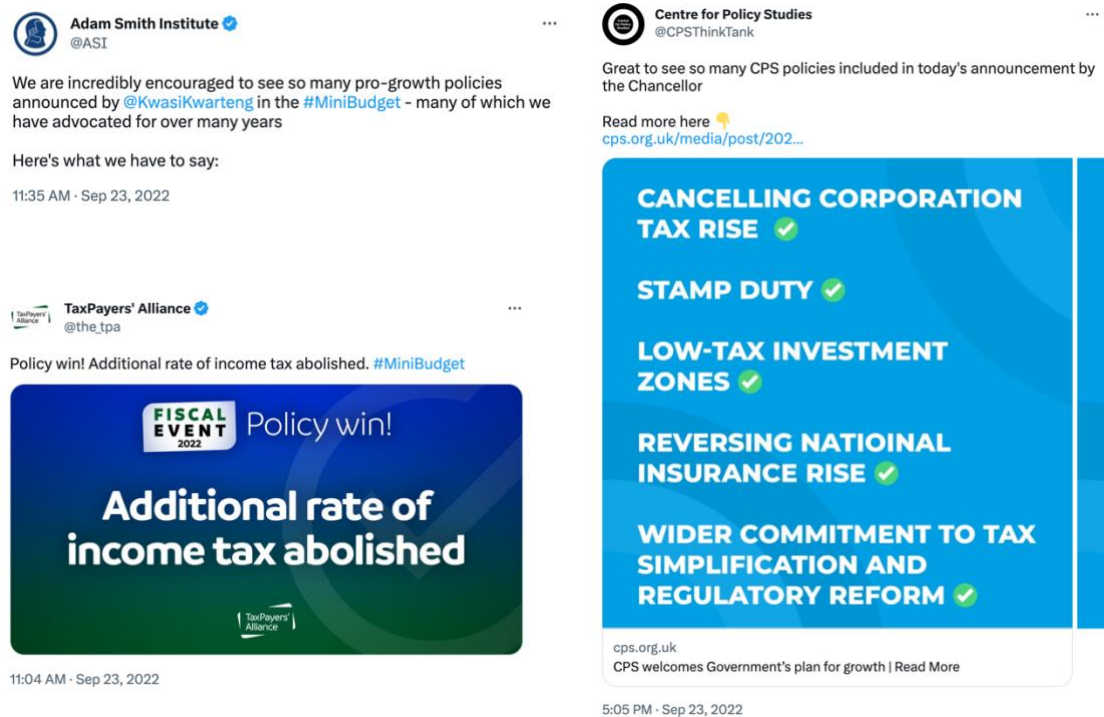 Adam Smith Institute
@ASI
We are incredibly encouraged to see so many pro-growth policies
announced by @KwasiKwarteng in the #MiniBudget - many of which we
have advocated for over many years
Here's what we have to say:
11:35 AM · Sep 23, 2022
TaxPayers'
Alliance
TaxPayers' Alliance
@the_tpa
Policy win! Additional rate of income tax abolished. #MiniBudget
FISCAL
EVENT
2022
Policy win!
Additional rate of
income tax abolished
TaxPayers'
Alliance
11:04 AM · Sep 23, 2022
Centre for Policy Studies
@CPSThinkTank
Great to see so many CPS policies included in today's announcement by
the Chancellor
Read more here 👇
cps.org.uk/media/post/202...
CANCELLING CORPORATION
TAX RISE ✅
STAMP DUTY ✅
LOW-TAX INVESTMENT
ZONES ✅
REVERSING NATIOINAL
INSURANCE RISE ✅
WIDER COMMITMENT TO TAX
SIMPLIFICATION AND
REGULATORY REFORM ✅
cps.org.uk
CPS welcomes Government's plan for growth | Read More
5:05 PM · Sep 23, 2022